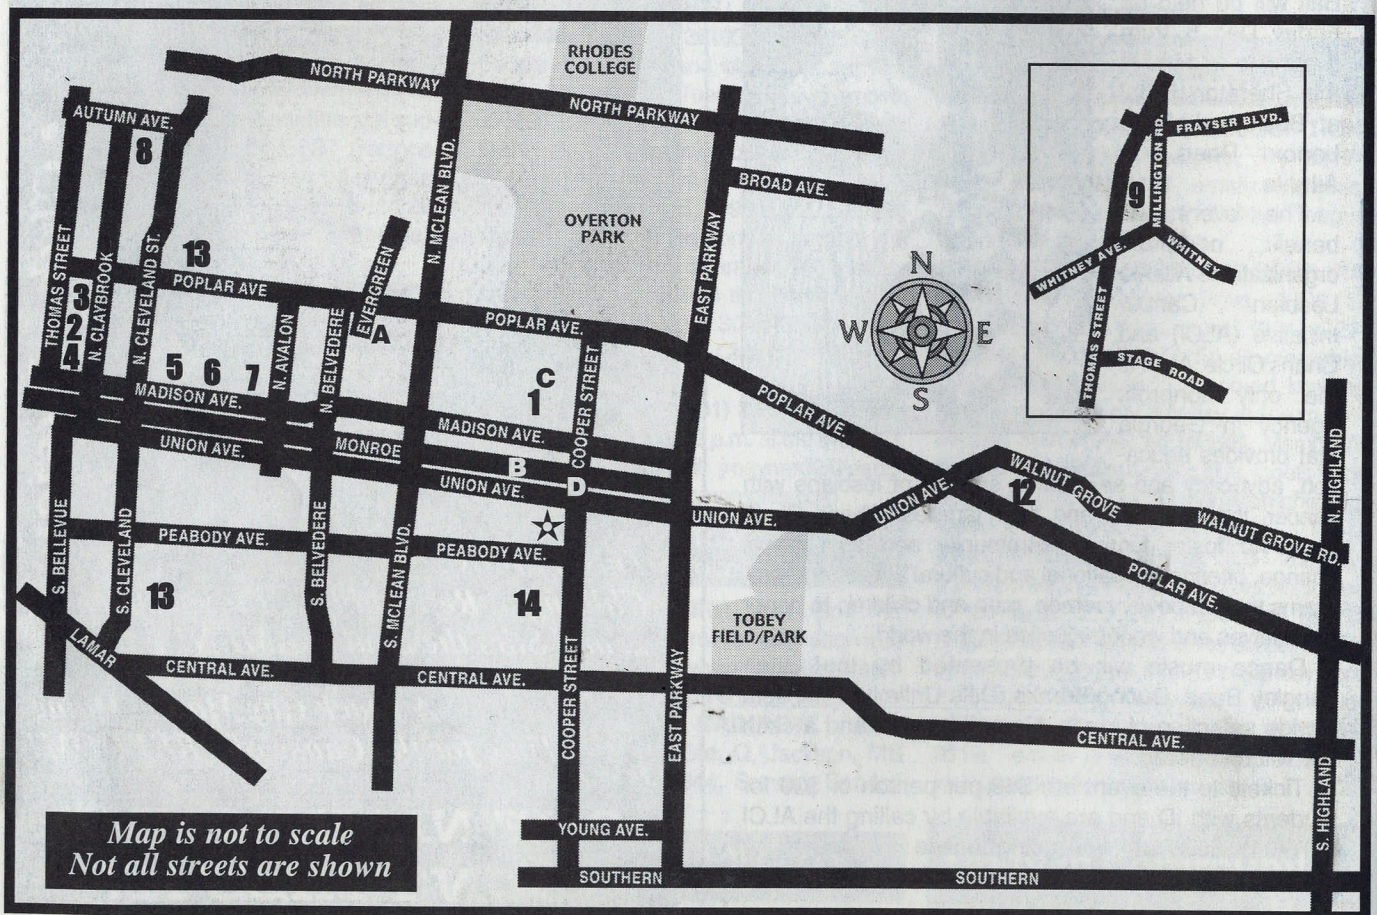 RHODES
COLLEGE
NORTH PARKWAY
NORTH PARKWAY
AUTUMN AVE.
8
BROAD AVE.
N. MCLEAN BLVD.
OVERTON
PARK
EAST PARKWAY
FRAYSER BLVD.
MILLINGTON RD.
9
WHITNEY AVE.
WHITNEY
THOMAS STREET
STAGE ROAD
N
W
E
S
THOMAS STREET
N. CLAYBROOK
N. CLEVELAND ST.
13
POPLAR AVE
3
2
4
5
6
7
N. AVALON
N. BELVEDERE
EVERGREEN
A
POPLAR AVE.
COOPER STREET
C
1
MADISON AVE.
MADISON AVE.
UNION AVE.
MONROE
B
D
UNION AVE.
UNION AVE.
UNION AVE.
POPLAR AVE.
WALNUT GROVE
12
WALNUT GROVE RD.
POPLAR AVE.
N. HIGHLAND
PEABODY AVE.
PEABODY AVE.
S. BELLEVUE
S. CLEVELAND
13
S. BELVEDERE
S. MCLEAN BLVD.
14
TOBEY
FIELD/PARK
LAMAR
CENTRAL AVE.
CENTRAL AVE.
COOPER STREET
EAST PARKWAY
CENTRAL AVE.
S. HIGHLAND
YOUNG AVE.
SOUTHERN
SOUTHERN
Map is not to scale
Not all streets are shown